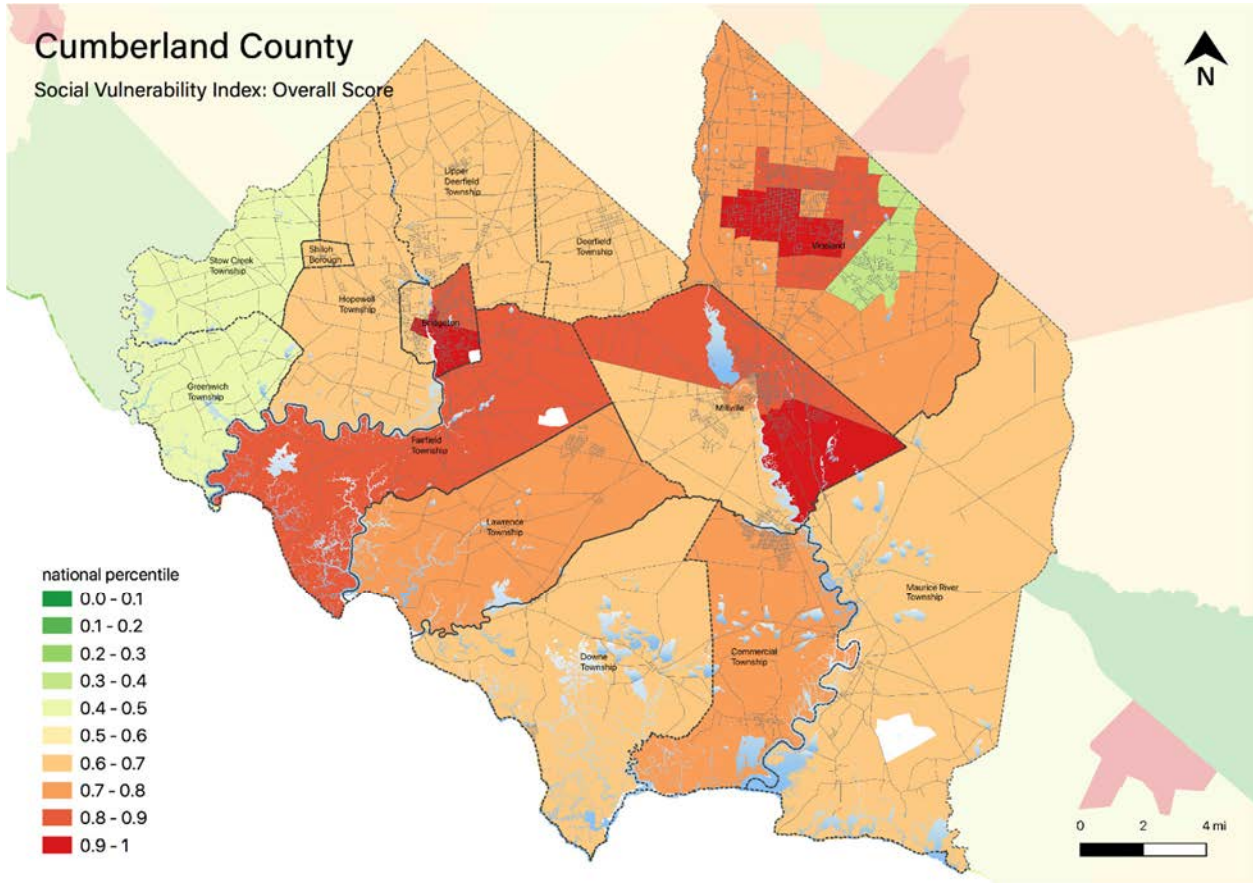 Cumberland County
Social Vulnerability Index: Overall Score
N
Upper
Deerfield
Township
Deerfield
Township
Vineland
Shiloh
Borough
Stow Creek
Township
Hopewell
Township
Bridgeton
Greenwich
Township
Millville
Fairfield
Township
Lawrence
Township
Maurice River
Township
Downe
Township
Commercial
Township
national percentile
0.0 - 0.1
0.1 - 0.2
0.2 - 0.3
0.3 - 0.4
0.4 - 0.5
0.5 - 0.6
0.6 - 0.7
0.7 - 0.8
0.8 - 0.9
0.9 - 1
0 2 4 mi